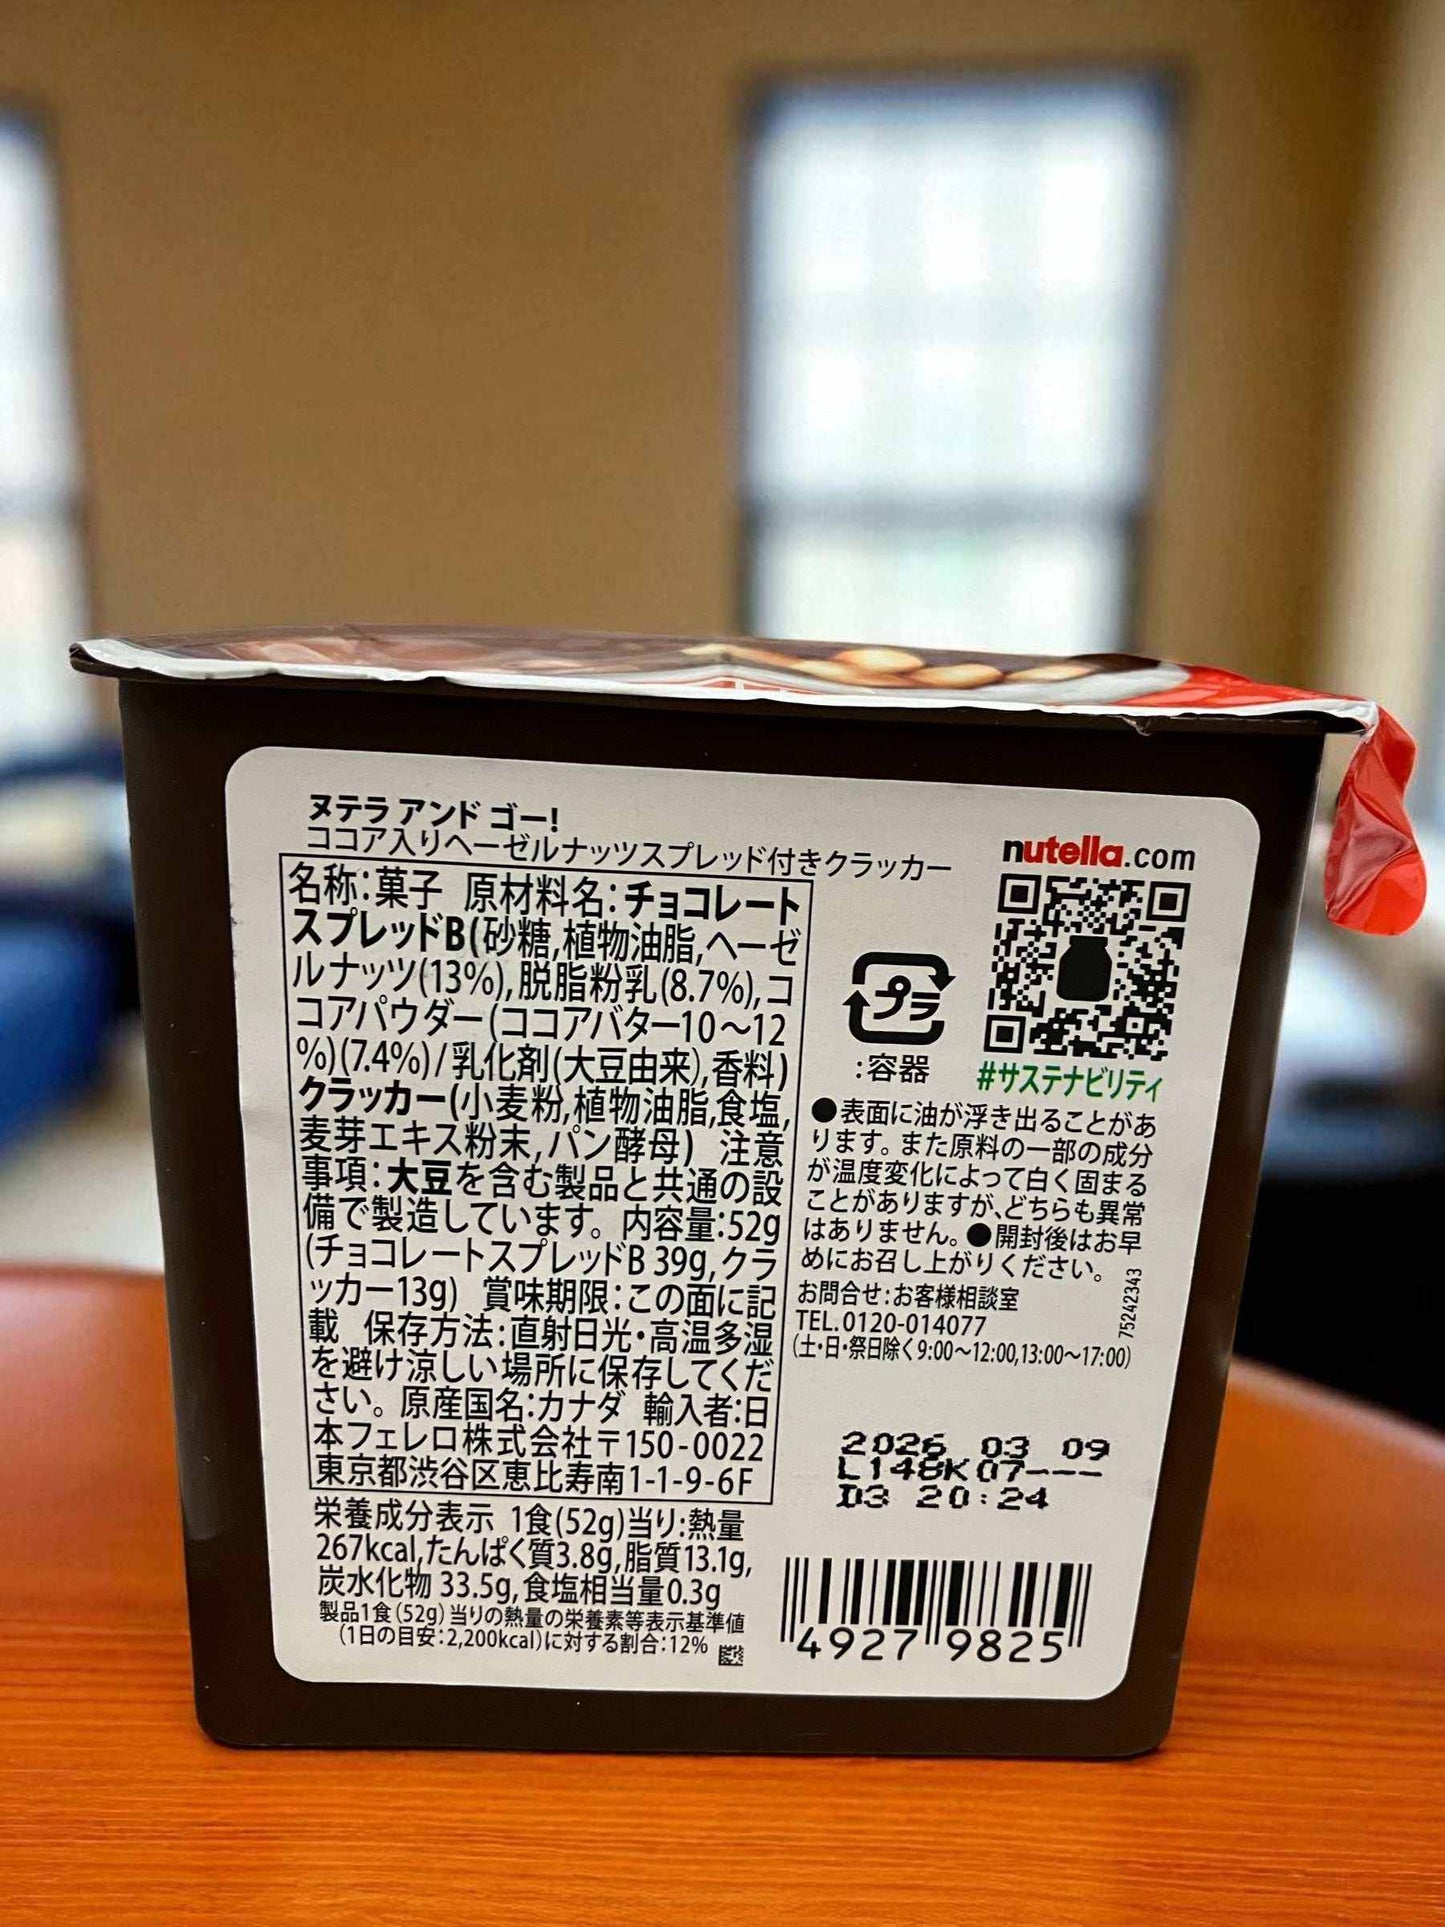 ヌテラ アンド ゴー!
ココア入りヘーゼルナッツスプレッド付きクラッカー
名称:菓子 原材料名:チョコレート
スプレッドB(砂糖,植物油脂,ヘーゼ
ルナッツ(13%),脱脂粉乳(8.7%),コ
コアパウダー(ココアバター10～12
%)(7.4%)/乳化剤(大豆由来),香料)
クラッカー(小麦粉,植物油脂,食塩,
麦芽エキス粉末,パン酵母) 注意
事項:大豆を含む製品と共通の設
備で製造しています。内容量:52g
(チョコレートスプレッドB 39g,クラ
ッカー13g) 賞味期限:この面に記
載 保存方法:直射日光・高温多湿
を避け涼しい場所に保存してくだ
さい。原産国名:カナダ 輸入者:日
本フェレロ株式会社〒150-0022
東京都渋谷区恵比寿南1-1-9-6F
栄養成分表示 1食(52g)当り:熱量
267kcal,たんぱく質3.8g,脂質13.1g,
炭水化物 33.5g,食塩相当量0.3g
製品1食(52g)当りの熱量の栄養素等表示基準値
(1日の目安:2,200kcal)に対する割合:12%
nutella.com
プラ
:容器
#サステナビリティ
●表面に油が浮き出ることがあ
ります。また原料の一部の成分
が温度変化によって白く固まる
ことがありますが、どちらも異常
はありません。●開封後はお早
めにお召し上がりください。
お問合せ:お客様相談室
TEL.0120-014077
(土・日・祭日除く9:00～12:00,13:00～17:00)
75242343
2026 03 09
L148K 07---
D3 20:24
4927 9825